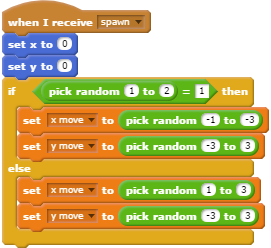 when I receive spawn
set x to 0
set y to 0
if pick random 1 to 2 = 1 then
set x move to pick random -1 to -3
set y move to pick random -3 to 3
else
set x move to pick random 1 to 3
set y move to pick random -3 to 3